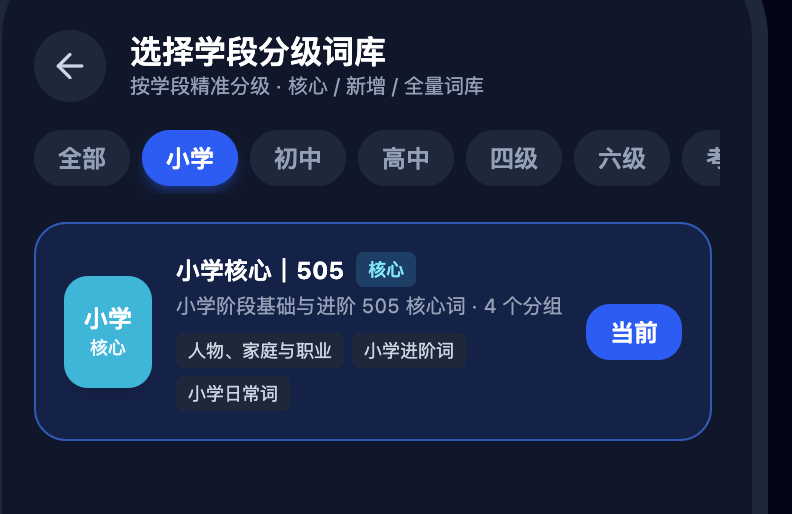 选择学段分级词库
按学段精准分级 · 核心 / 新增 / 全量词库
全部 小学 初中 高中 四级 六级
小学核心 | 505 核心
小学
核心
小学阶段基础与进阶 505 核心词 · 4 个分组
当前
人物、家庭与职业 小学进阶词
小学日常词